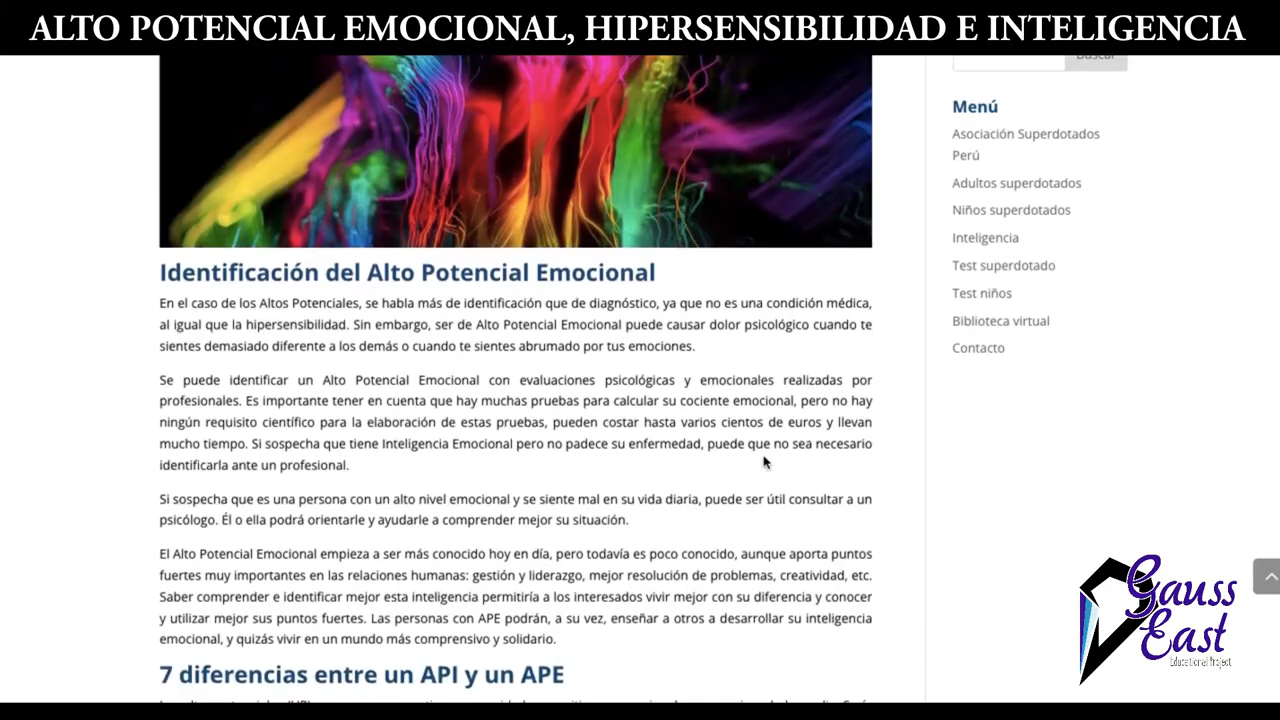 ALTO POTENCIAL EMOCIONAL, HIPERSENSIBILIDAD E INTELIGENCIA
Buscar
Menú
Asociación Superdotados
Perú
Adultos superdotados
Niños superdotados
Inteligencia
Test superdotado
Test niños
Biblioteca virtual
Contacto
Identificación del Alto Potencial Emocional
En el caso de los Altos Potenciales, se habla más de identificación que de diagnóstico, ya que no es una condición médica,
al igual que la hipersensibilidad. Sin embargo, ser de Alto Potencial Emocional puede causar dolor psicológico cuando te
sientes demasiado diferente a los demás o cuando te sientes abrumado por tus emociones.
Se puede identificar un Alto Potencial Emocional con evaluaciones psicológicas y emocionales realizadas por
profesionales. Es importante tener en cuenta que hay muchas pruebas para calcular su cociente emocional, pero no hay
ningún requisito científico para la elaboración de estas pruebas, pueden costar hasta varios cientos de euros y llevan
mucho tiempo. Si sospecha que tiene Inteligencia Emocional pero no padece su enfermedad, puede que no sea necesario
identificarla ante un profesional.
Si sospecha que es una persona con un alto nivel emocional y se siente mal en su vida diaria, puede ser útil consultar a un
psicólogo. Él o ella podrá orientarle y ayudarle a comprender mejor su situación.
El Alto Potencial Emocional empieza a ser más conocido hoy en día, pero todavía es poco conocido, aunque aporta puntos
fuertes muy importantes en las relaciones humanas: gestión y liderazgo, mejor resolución de problemas, creatividad, etc.
Saber comprender e identificar mejor esta inteligencia permitiría a los interesados vivir mejor con su diferencia y conocer
y utilizar mejor sus puntos fuertes. Las personas con APE podrán, a su vez, enseñar a otros a desarrollar su inteligencia
emocional, y quizás vivir en un mundo más comprensivo y solidario.
7 diferencias entre un API y un APE
Gauss
East
Educational Project